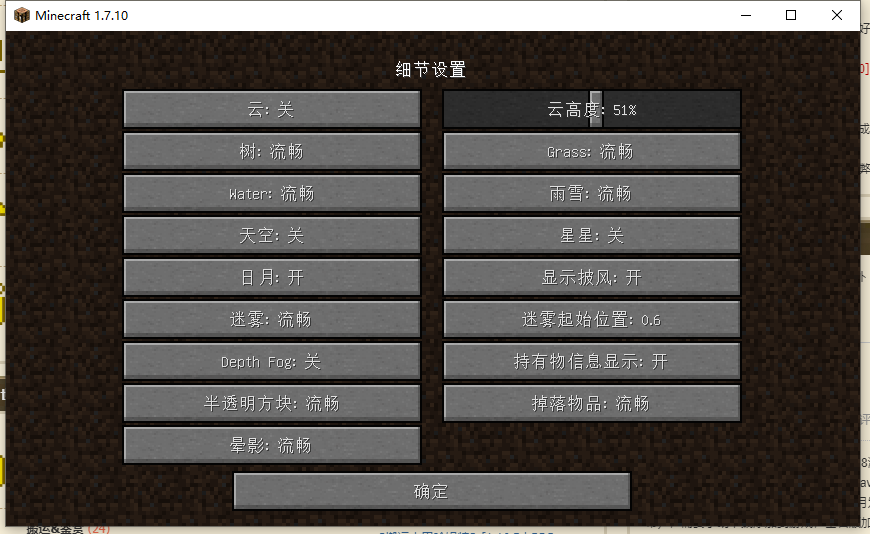 Minecraft 1.7.10
细节设置
云: 关
云高度: 51%
树: 流畅
Grass: 流畅
Water: 流畅
雨雪: 流畅
天空: 关
星星: 关
日月: 开
显示披风: 开
迷雾: 流畅
迷雾起始位置: 0.6
Depth Fog: 关
持有物信息显示: 开
半透明方块: 流畅
掉落物品: 流畅
晕影: 流畅
确定